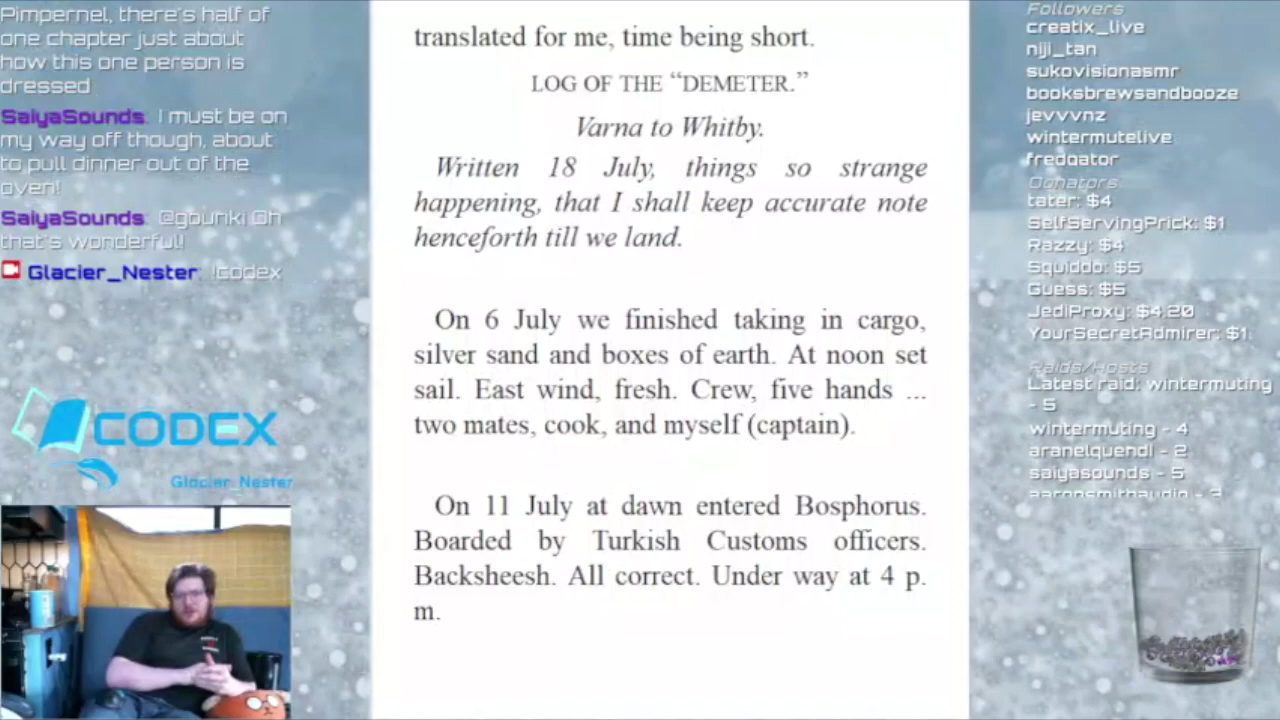 Pimpernel, there's half of
one chapter just about
how this one person is
dressed
SaiyaSounds: I must be on
my way off though, about
to pull dinner out of the
oven!
SaiyaSounds: @gouriki Oh
that's wonderful!
Glacier_Nester: !codex
CODEX
Glacier_Nester
translated for me, time being short.
LOG OF THE “DEMETER.”
Varna to Whitby.
Written 18 July, things so strange
happening, that I shall keep accurate note
henceforth till we land.
On 6 July we finished taking in cargo,
silver sand and boxes of earth. At noon set
sail. East wind, fresh. Crew, five hands ...
two mates, cook, and myself (captain).
On 11 July at dawn entered Bosphorus.
Boarded by Turkish Customs officers.
Backsheesh. All correct. Under way at 4 p.
m.
Followers
creatix_live
niji_tan
sukovisionasmr
booksbrewsandbooze
jevvvnz
wintermutelive
fredgator
Donators
tater: $4
SelfServingPrick: $1
Razzy: $4
Squiddo: $5
Guess: $5
JediProxy: $4.20
YourSecretAdmirer: $1
Raids/Hosts
Latest raid: wintermuting
- 5
wintermuting - 4
aranelquendi - 2
saiyasounds - 5
aaronsmithaudio - 3